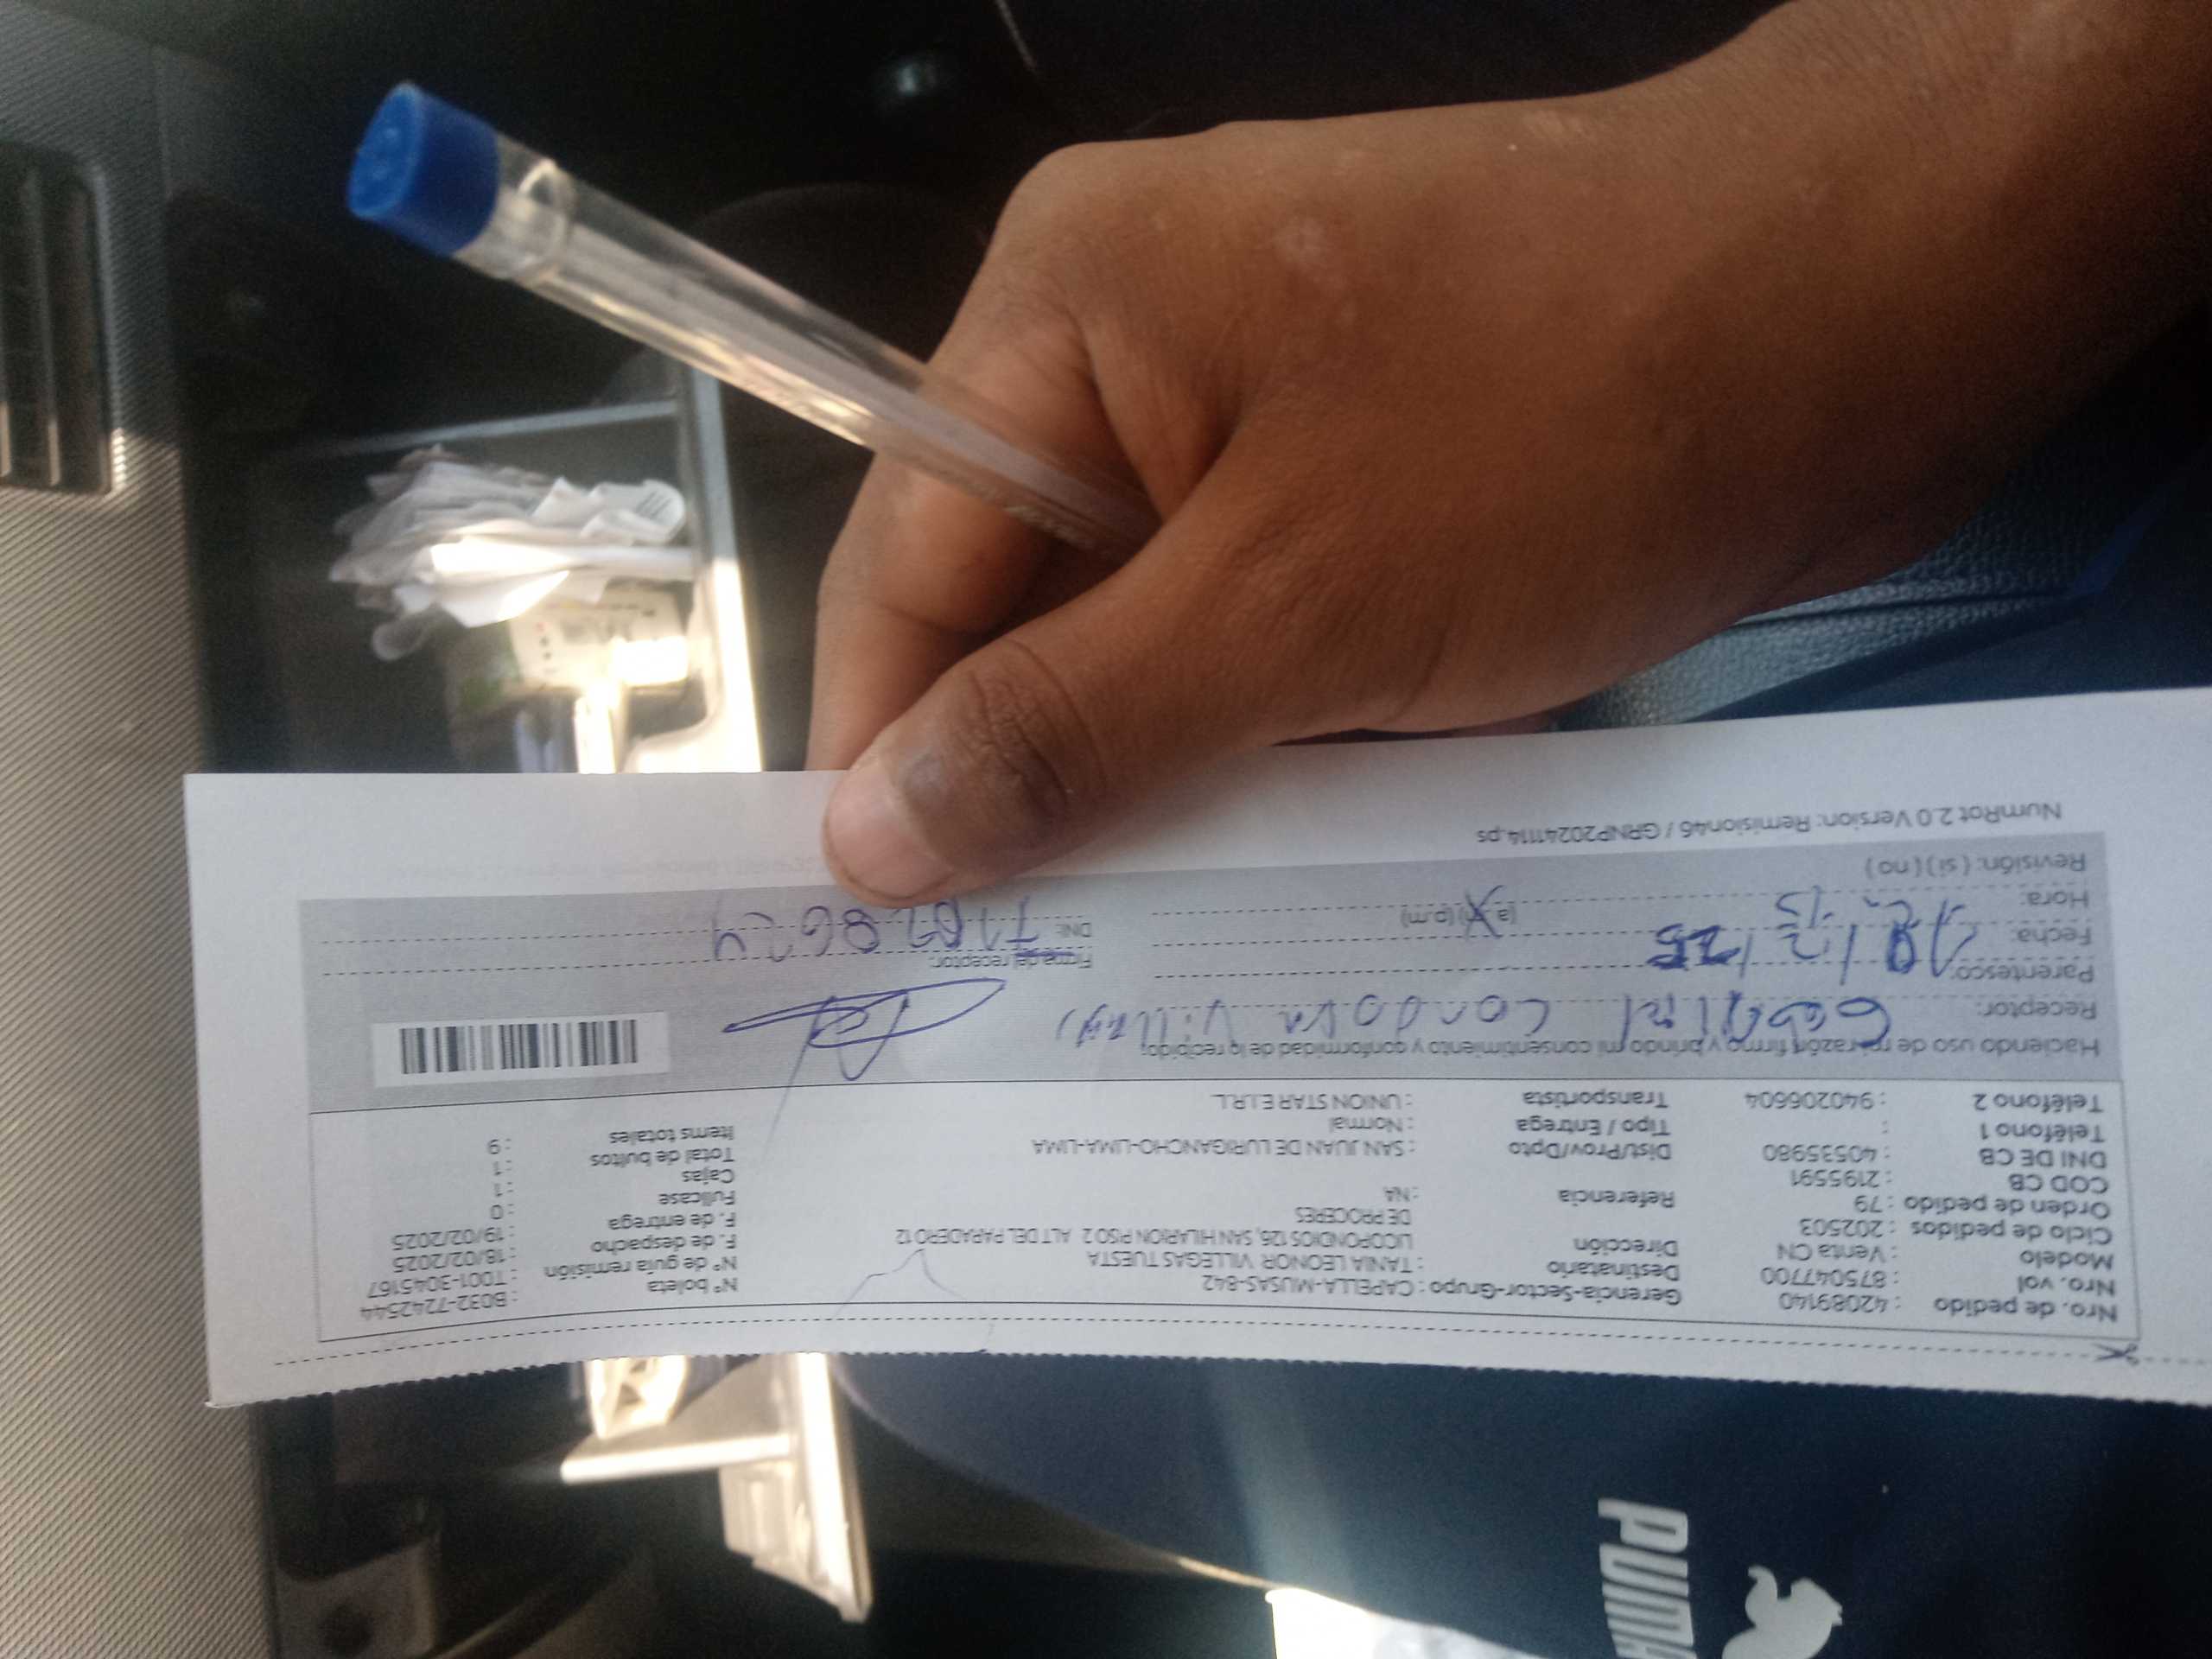 Nro. de pedido : 42089140 Gerencia-Sector-Grupo : CAPELLA-MUSAS-842 N° boleta : B032-7242544
Nro. vol : 875047700 Destinatario : TANIA LEONOR VILLEGAS TUESTA N° de guía remisión : T001-3045167
Modelo : Venta CN Dirección LICOPONDIOS 126, SAN HILARION PISO 2 ALT DEL PARADERO 12 F. de despacho : 18/02/2025
Ciclo de pedidos : 202503 DE PROCERES F. de entrega : 19/02/2025
Orden de pedido : 79 Referencia : NA Fullcase : 0
COD CB : 2195591 Cajas : 1
DNI DE CB : 40535980 Dist/Prov/Dpto : SAN JUAN DE LURIGANCHO-LIMA-LIMA Total de bultos : 1
Teléfono 1 : Tipo / Entrega : Normal Items totales : 9
Teléfono 2 : 940206604 Transportista : UNION STAR E.I.R.L.
Haciendo uso de mi razón firmo y brindo mi consentimiento y conformidad de lo recibido:
Receptor: Condova
Parentesco: Firma del receptor:
Fecha: DNI:
Hora: (a.m) (p.m)
Revisión: ( si ) ( no )
NumRot 2.0 Version: Remision46 / GRNP20241114.ps
PUMA